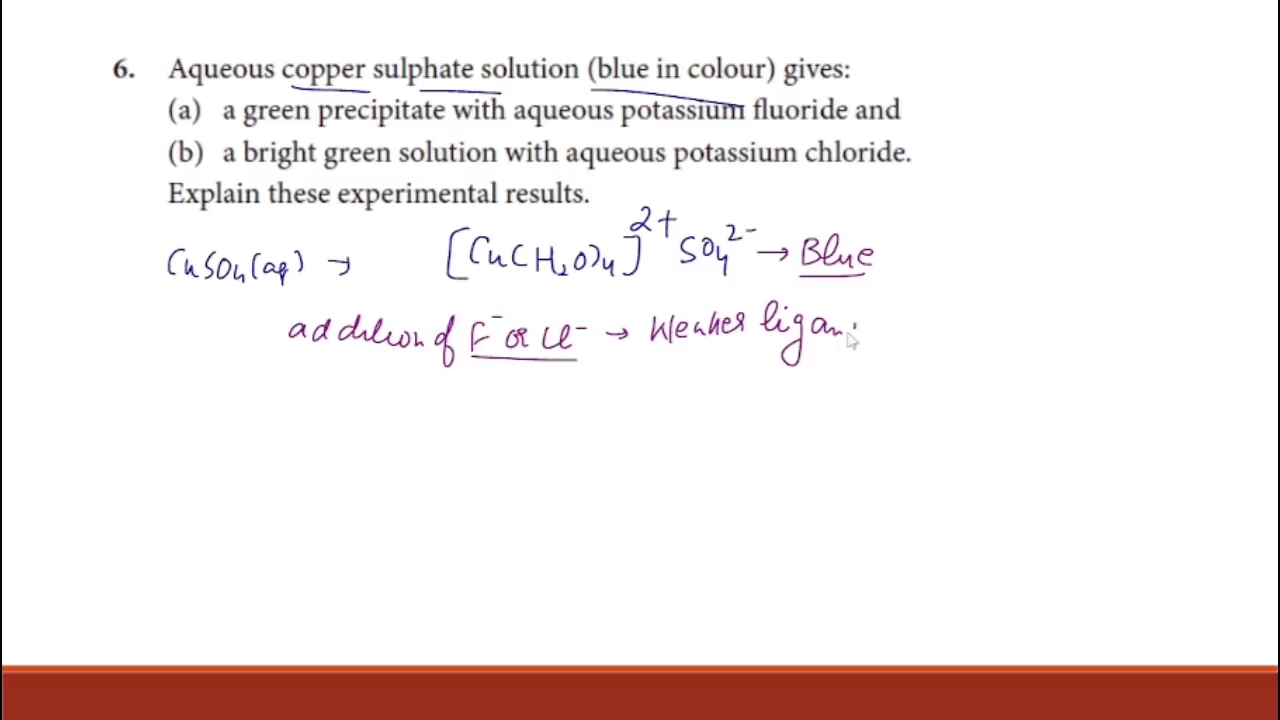 6. Aqueous copper sulphate solution (blue in colour) gives:
(a) a green precipitate with aqueous potassium fluoride and
(b) a bright green solution with aqueous potassium chloride.
Explain these experimental results.
CuSO4(aq) → [Cu(H2O)4]2+ SO42- → Blue
addition of F- or Cl- → Weaker ligan